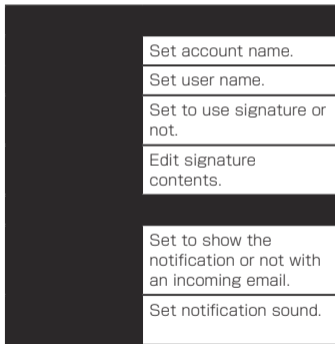 Set account name.
Set user name.
Set to use signature or
not.
Edit signature
contents.
Set to show the
notification or not with
an incoming email.
Set notification sound.